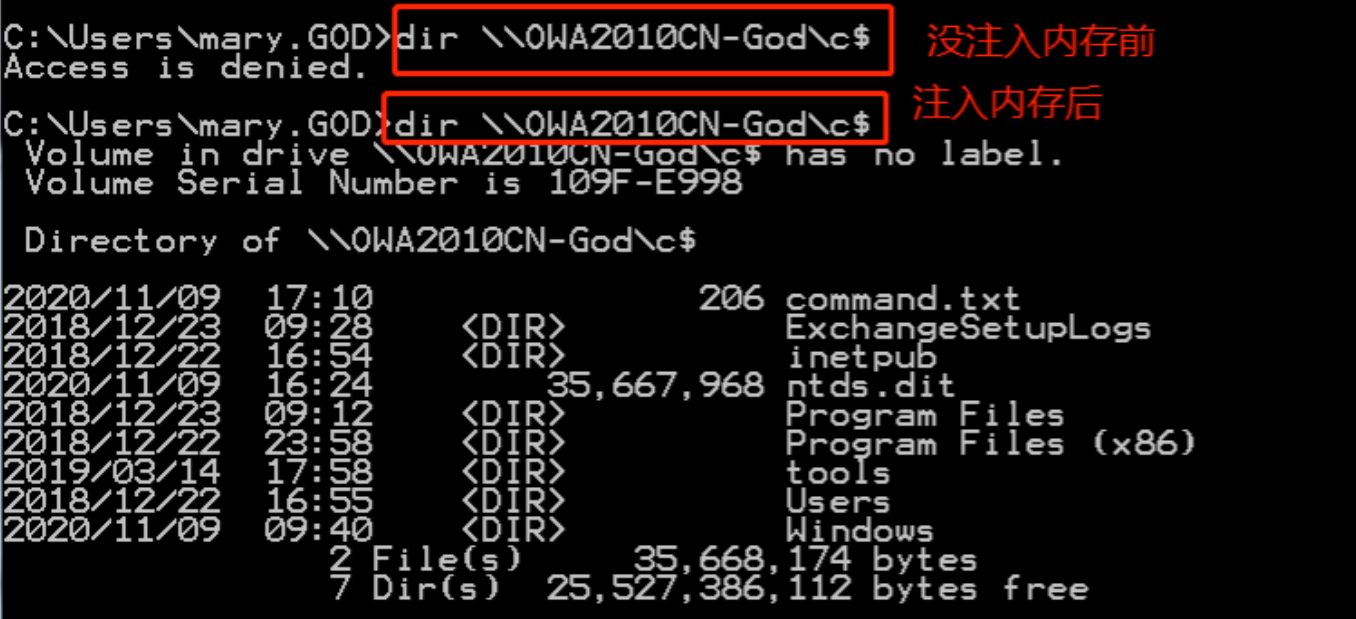 C:\Users\mary.GOD>dir \\OWA2010CN-God\c$ 没注入内存前
Access is denied.
C:\Users\mary.GOD>dir \\OWA2010CN-God\c$ 注入内存后
Volume in drive \\OWA2010CN-God\c$ has no label.
Volume Serial Number is 109F-E998
Directory of \\OWA2010CN-God\c$
2020/11/09 17:10 206 command.txt
2018/12/23 09:28 <DIR> ExchangeSetupLogs
2018/12/22 16:54 <DIR> inetpub
2020/11/09 16:24 35,667,968 ntds.dit
2018/12/23 09:12 <DIR> Program Files
2018/12/22 23:58 <DIR> Program Files (x86)
2019/03/14 17:58 <DIR> tools
2018/12/22 16:55 <DIR> Users
2020/11/09 09:40 <DIR> Windows
2 File(s) 35,668,174 bytes
7 Dir(s) 25,527,386,112 bytes free